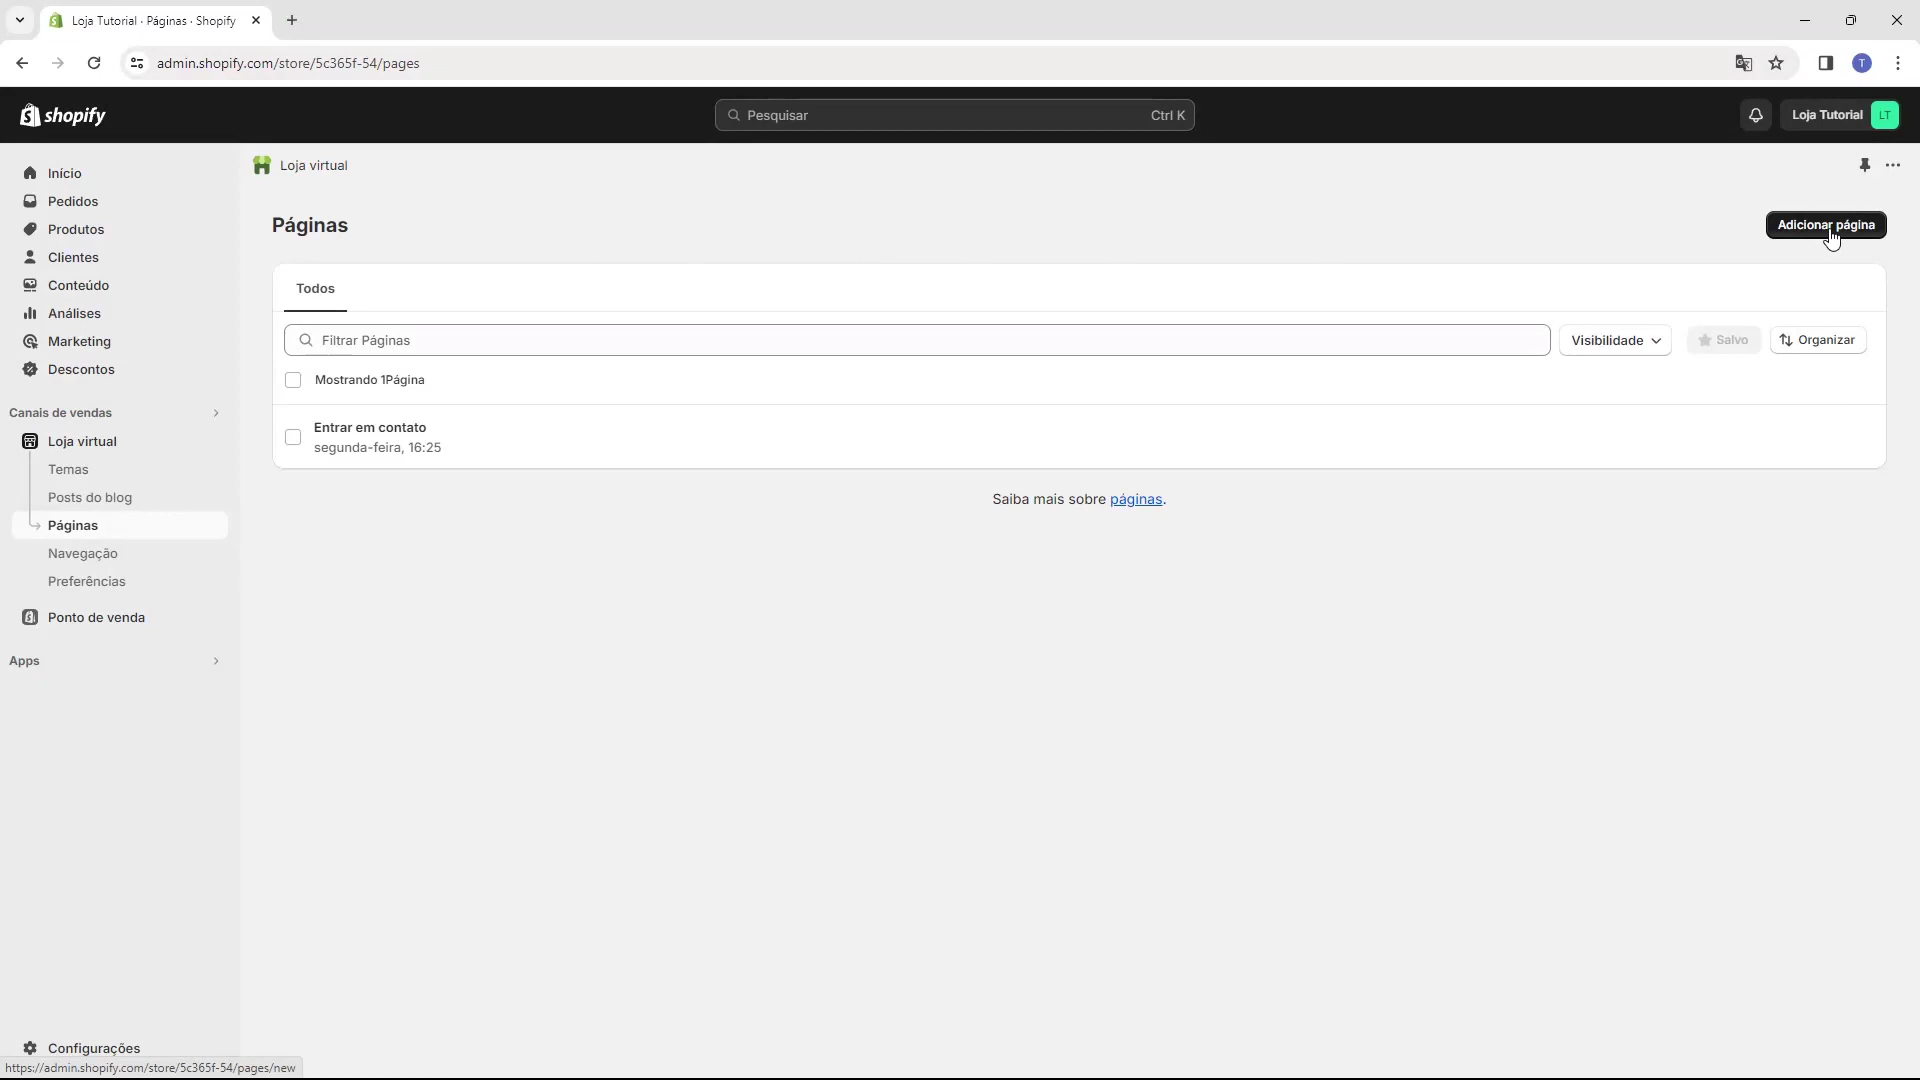 Loja Tutorial · Páginas · Shopify
admin.shopify.com/store/5c365f-54/pages
T
shopify
Pesquisar
Ctrl K
Loja Tutorial
LT
Início
Pedidos
Produtos
Clientes
Conteúdo
Análises
Marketing
Descontos
Canais de vendas
Loja virtual
Temas
Posts do blog
Páginas
Navegação
Preferências
Ponto de venda
Apps
Configurações
Loja virtual
Páginas
Adicionar página
Todos
Filtrar Páginas
Visibilidade
Salvo
Organizar
Mostrando 1Página
Entrar em contato
segunda-feira, 16:25
Saiba mais sobre páginas.
https://admin.shopify.com/store/5c365f-54/pages/new